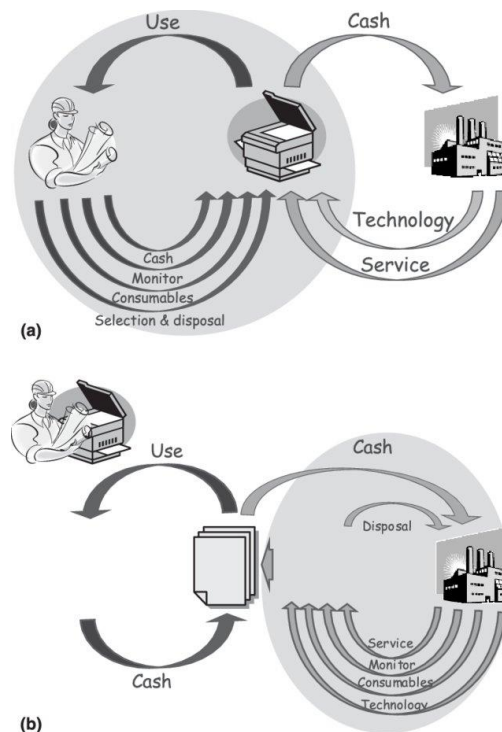 Use
Cash
Technology
Service
Cash
Monitor
Consumables
Selection & disposal
(a)
Cash
Use
Disposal
Service
Monitor
Consumables
Technology
Cash
(b)